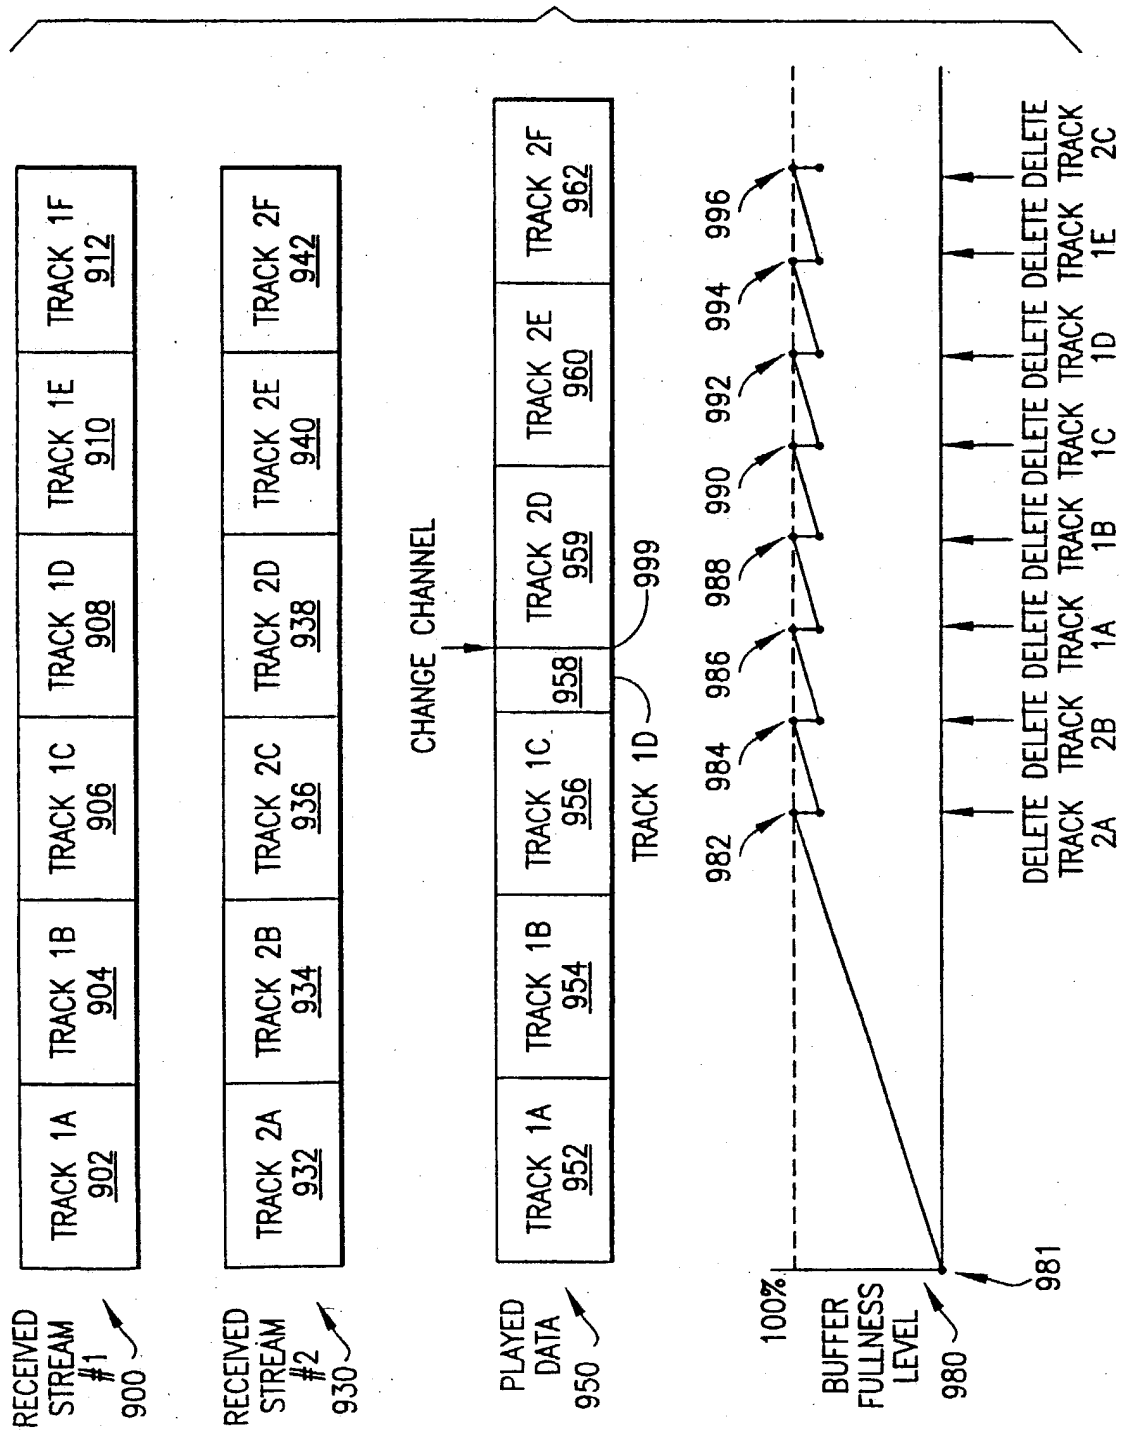 RECEIVED
STREAM
#1
900
TRACK 1A
902
TRACK 1B
904
TRACK 1C
906
TRACK 1D
908
TRACK 1E
910
TRACK 1F
912
RECEIVED
STREAM
#2
930
TRACK 2A
932
TRACK 2B
934
TRACK 2C
936
TRACK 2D
938
TRACK 2E
940
TRACK 2F
942
CHANGE CHANNEL
PLAYED
DATA
950
TRACK 1A
952
TRACK 1B
954
TRACK 1C
956
958
TRACK 2D
959
TRACK 2E
960
TRACK 2F
962
TRACK 1D
999
100%
BUFFER
FULLNESS
LEVEL
980
981
982
984
986
988
990
992
994
996
DELETE
TRACK
2A
DELETE
TRACK
2B
DELETE
TRACK
1A
DELETE
TRACK
1B
DELETE
TRACK
1C
DELETE
TRACK
1D
DELETE
TRACK
1E
DELETE
TRACK
2C